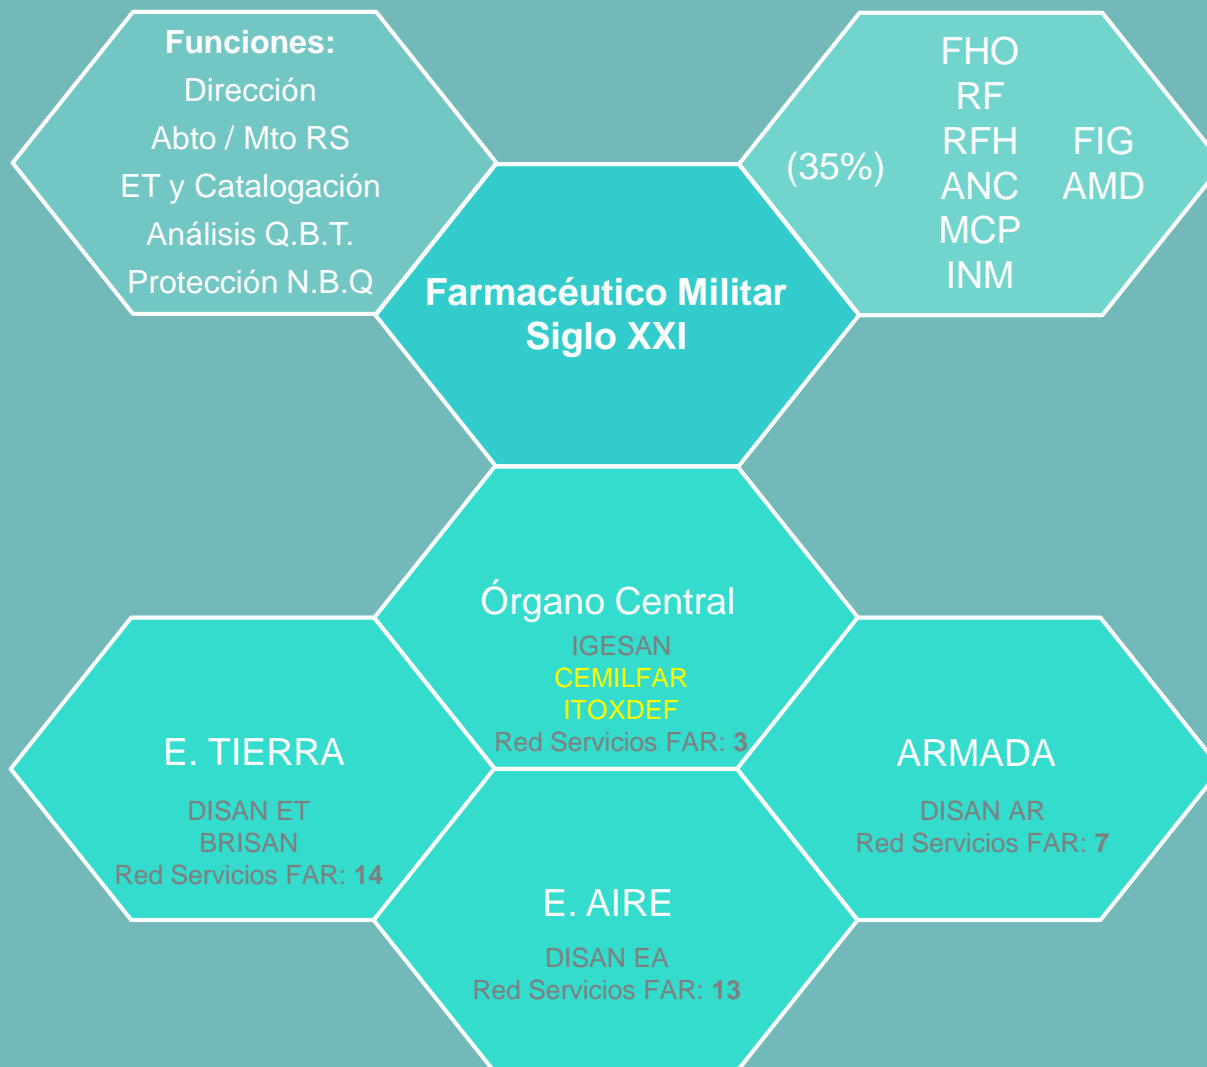 Funciones:
Dirección
Abto / Mto RS
ET y Catalogación
Análisis Q.B.T.
Protección N.B.Q
(35%)
FHO
RF
RFH
ANC
MCP
INM
FIG
AMD
Farmacéutico Militar
Siglo XXI
Órgano Central
IGESAN
CEMILFAR
ITOXDEF
Red Servicios FAR: 3
E. TIERRA
DISAN ET
BRISAN
Red Servicios FAR: 14
ARMADA
DISAN AR
Red Servicios FAR: 7
E. AIRE
DISAN EA
Red Servicios FAR: 13